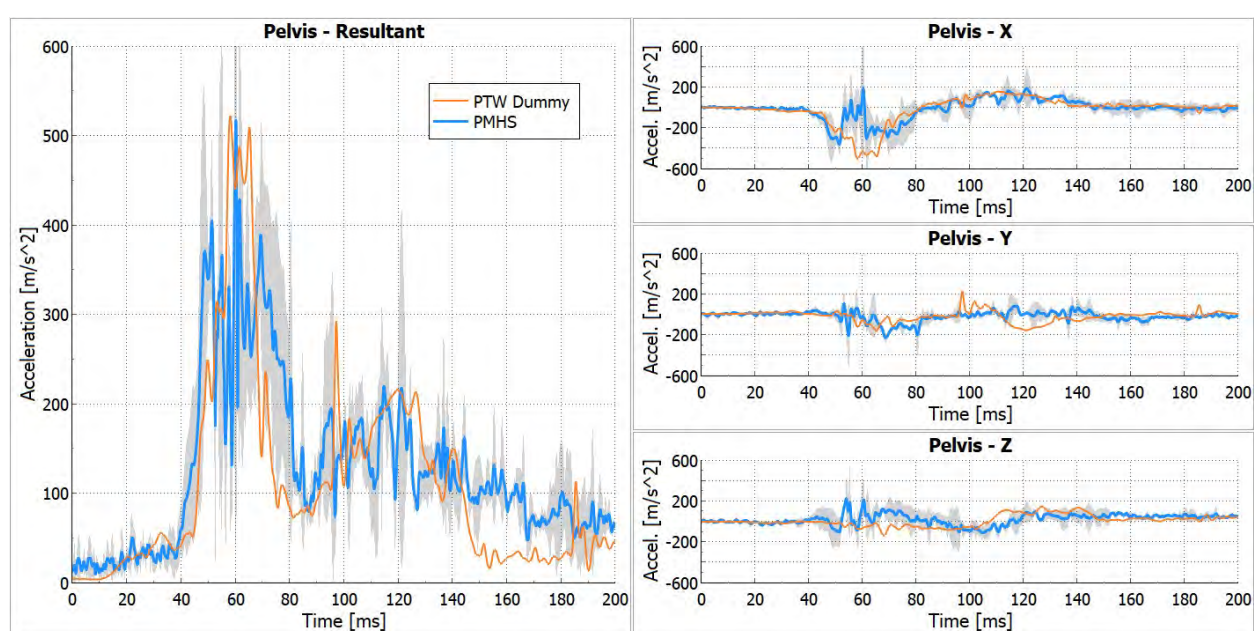 Pelvis - Resultant
Acceleration [m/s^2]
600
500
400
300
200
100
0
PTW Dummy
PMHS
0 20 40 60 80 100 120 140 160 180 200
Time [ms]
Pelvis - X
Accel. [m/s^2]
600
200
-200
-600
0 20 40 60 80 100 120 140 160 180 200
Time [ms]
Pelvis - Y
Accel. [m/s^2]
600
200
-200
-600
0 20 40 60 80 100 120 140 160 180 200
Time [ms]
Pelvis - Z
Accel. [m/s^2]
600
200
-200
-600
0 20 40 60 80 100 120 140 160 180 200
Time [ms]